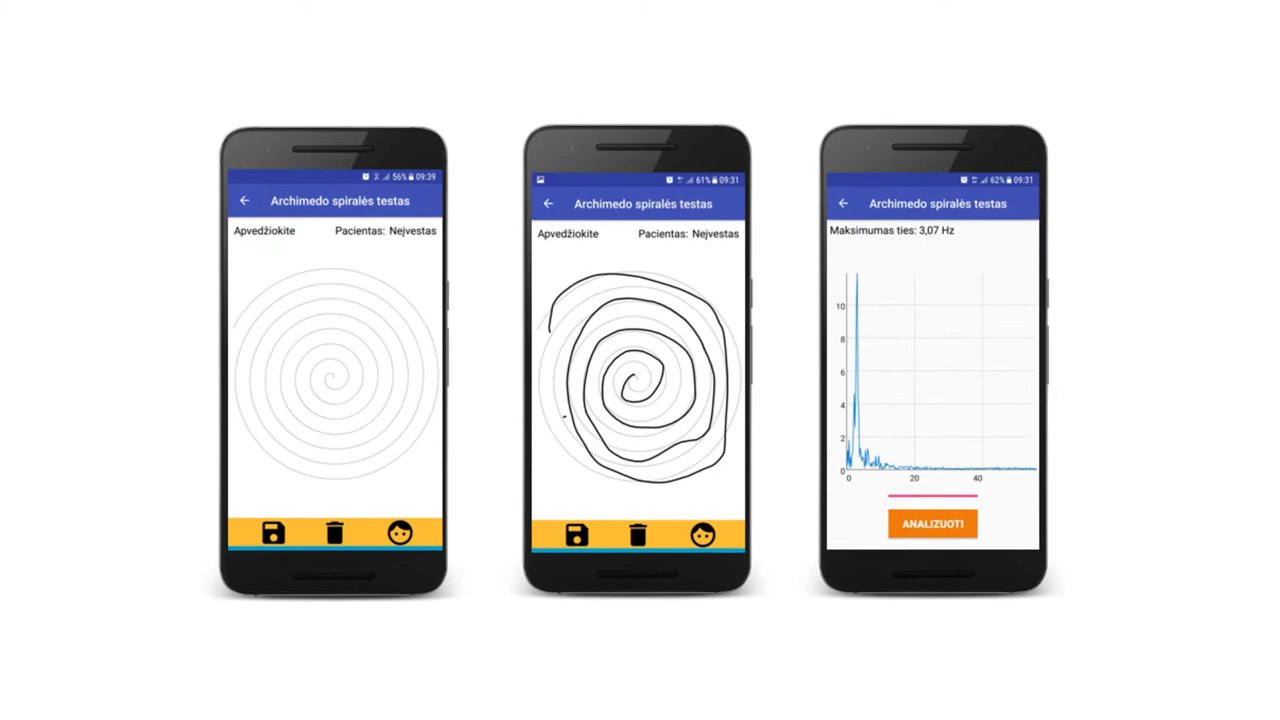 56% 09:39
Archimedo spiralės testas
Apvedžiokite Pacientas: Neįvestas
61% 09:31
Archimedo spiralės testas
Apvedžiokite Pacientas: Neįvestas
62% 09:31
Archimedo spiralės testas
Maksimumas ties: 3,07 Hz
10
8
6
4
2
0
0 20 40
ANALIZUOTI